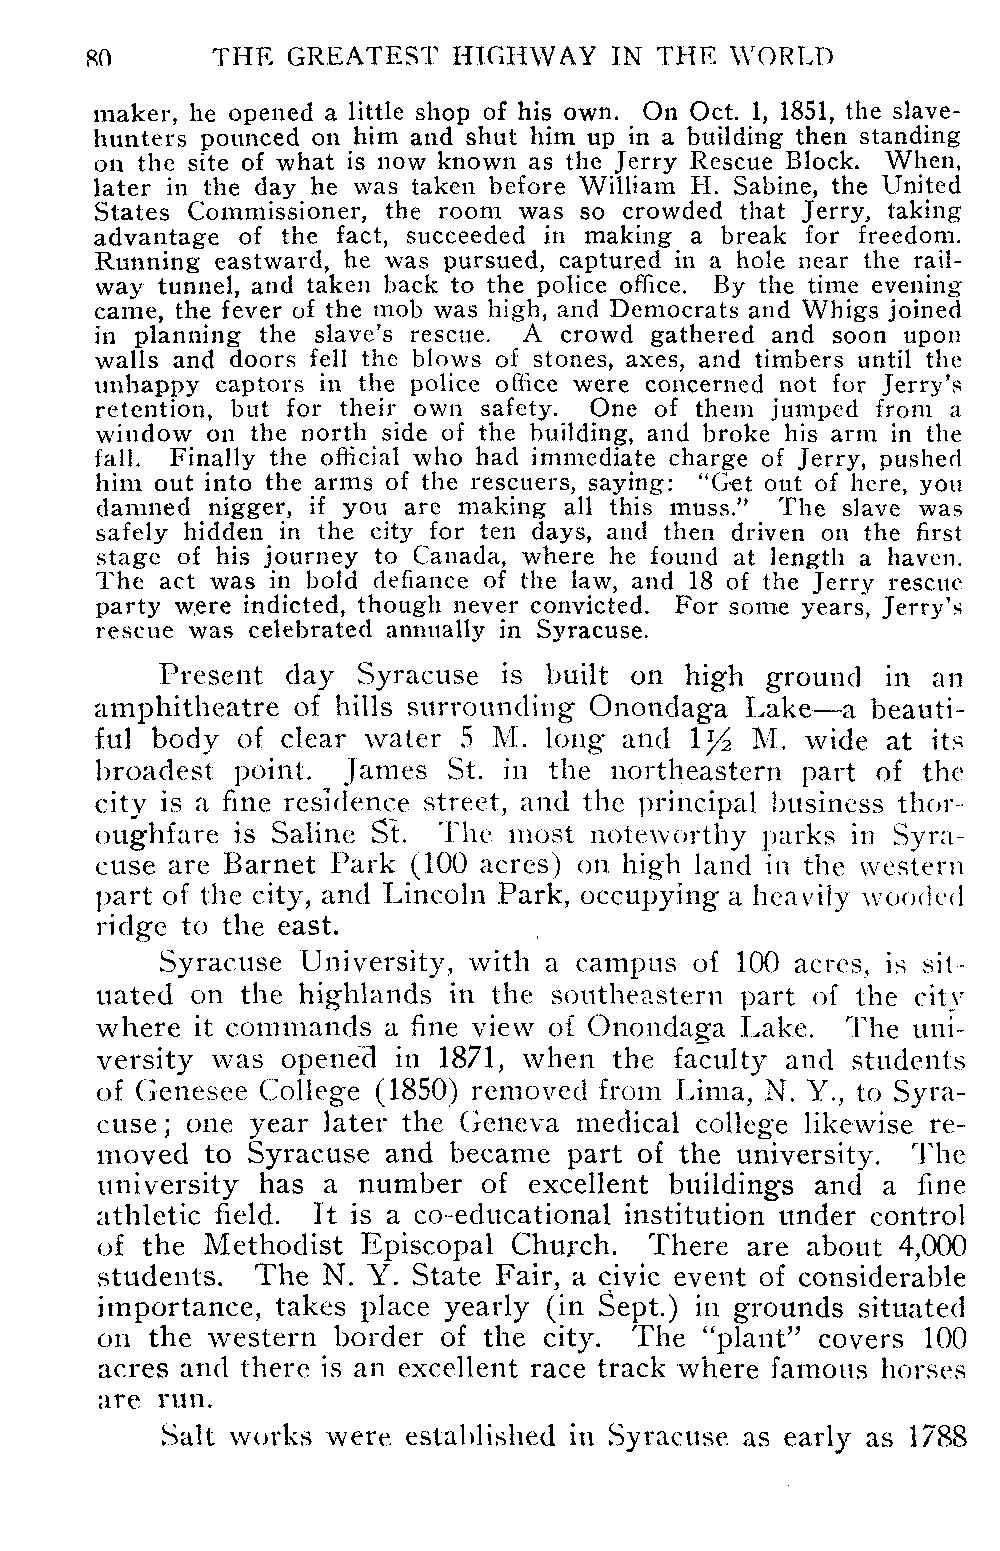 80 THE GREATEST HIGHWAY IN THE WORLD
maker, he opened a little shop of his own. On Oct. 1, 1851, the slave-
hunters pounced on him and shut him up in a building then standing
on the site of what is now known as the Jerry Rescue Block. When,
later in the day he was taken before William H. Sabine, the United
States Commissioner, the room was so crowded that Jerry, taking
advantage of the fact, succeeded in making a break for freedom.
Running eastward, he was pursued, captured in a hole near the rail-
way tunnel, and taken back to the police office. By the time evening
came, the fever of the mob was high, and Democrats and Whigs joined
in planning the slave's rescue. A crowd gathered and soon upon
walls and doors fell the blows of stones, axes, and timbers until the
unhappy captors in the police office were concerned not for Jerry's
retention, but for their own safety. One of them jumped from a
window on the north side of the building, and broke his arm in the
fall. Finally the official who had immediate charge of Jerry, pushed
him out into the arms of the rescuers, saying: "Get out of here, you
damned nigger, if you are making all this muss." The slave was
safely hidden in the city for ten days, and then driven on the first
stage of his journey to Canada, where he found at length a haven.
The act was in bold defiance of the law, and 18 of the Jerry rescue
party were indicted, though never convicted. For some years, Jerry's
rescue was celebrated annually in Syracuse.
Present day Syracuse is built on high ground in an
amphitheatre of hills surrounding Onondaga Lake—a beauti-
ful body of clear water 5 M. long and 1½ M. wide at its
broadest point. James St. in the northeastern part of the
city is a fine residence street, and the principal business thor-
oughfare is Saline St. The most noteworthy parks in Syra-
cuse are Barnet Park (100 acres) on high land in the western
part of the city, and Lincoln Park, occupying a heavily wooded
ridge to the east.
Syracuse University, with a campus of 100 acres, is sit-
uated on the highlands in the southeastern part of the city
where it commands a fine view of Onondaga Lake. The uni-
versity was opened in 1871, when the faculty and students
of Genesee College (1850) removed from Lima, N. Y., to Syra-
cuse; one year later the Geneva medical college likewise re-
moved to Syracuse and became part of the university. The
university has a number of excellent buildings and a fine
athletic field. It is a co-educational institution under control
of the Methodist Episcopal Church. There are about 4,000
students. The N. Y. State Fair, a civic event of considerable
importance, takes place yearly (in Sept.) in grounds situated
on the western border of the city. The "plant" covers 100
acres and there is an excellent race track where famous horses
are run.
Salt works were established in Syracuse as early as 1788